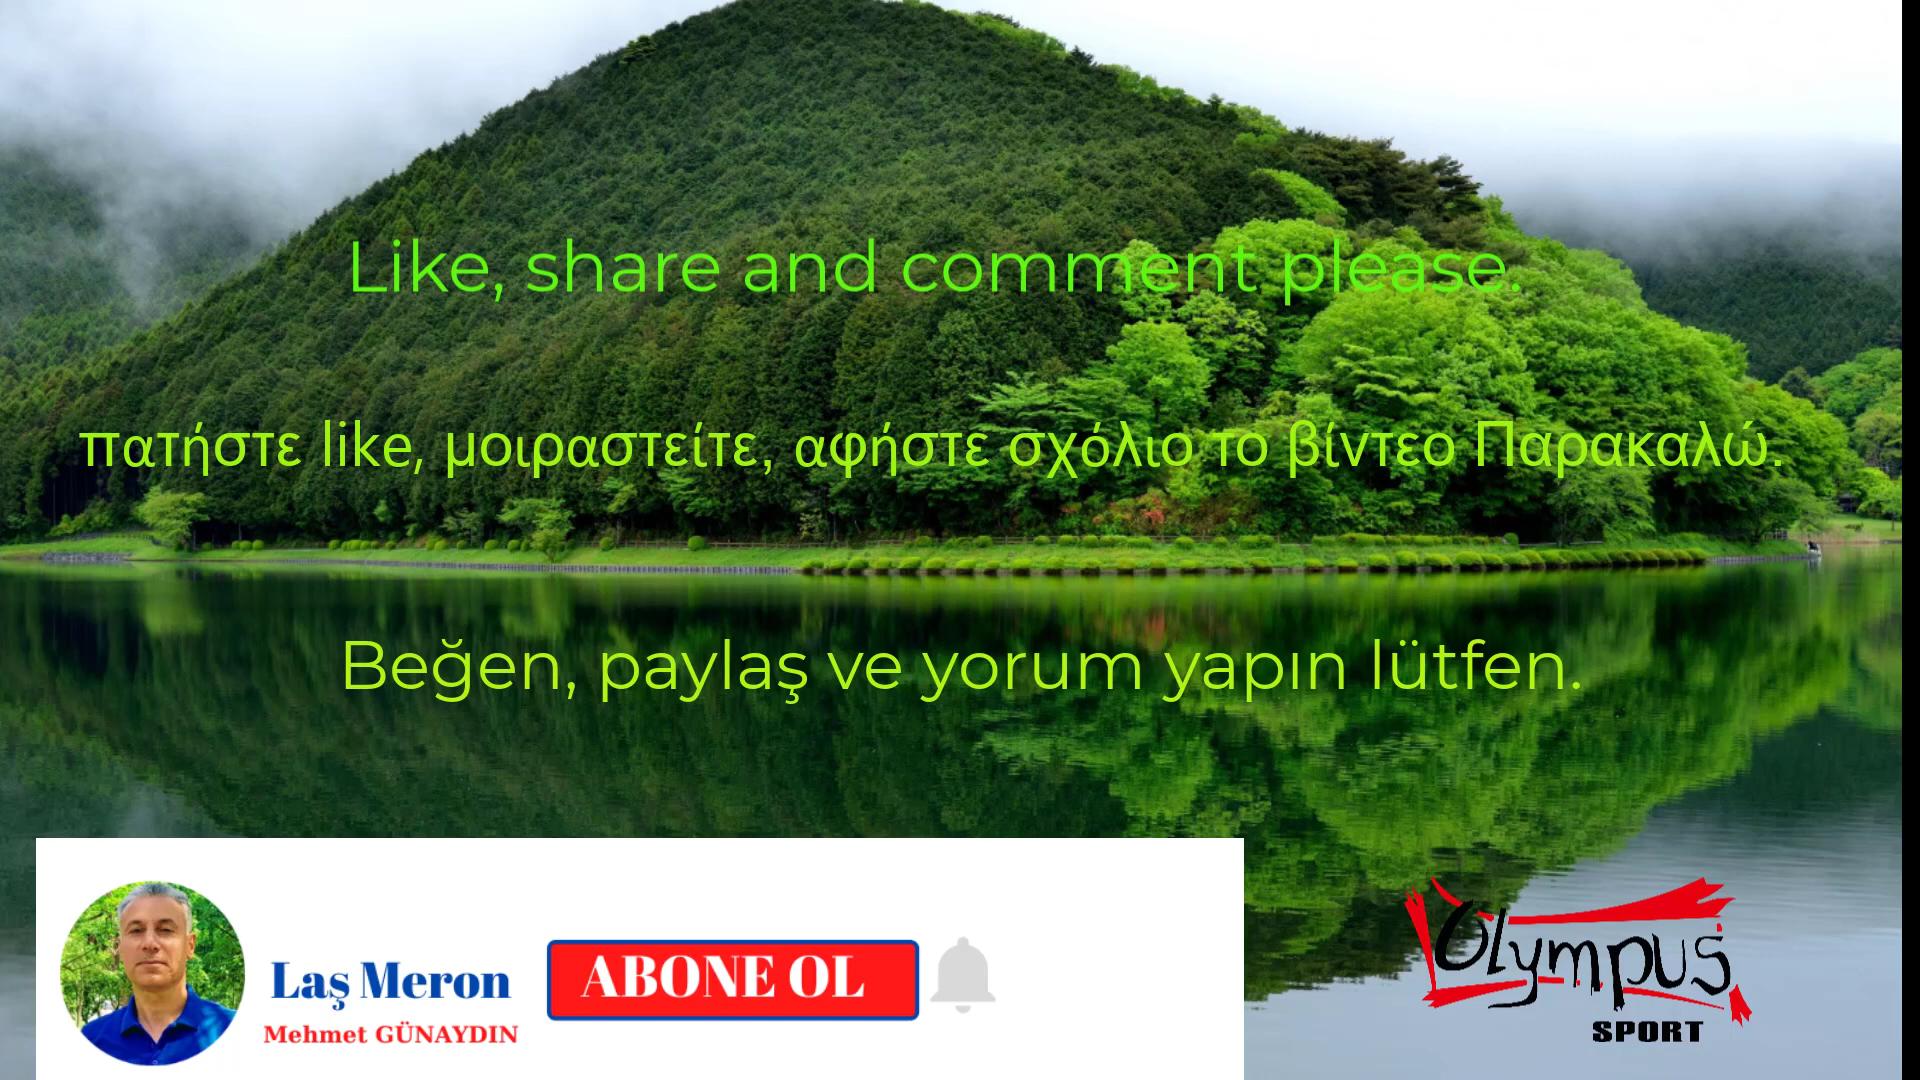 Like, share and comment please.
πατήστε like, μοιραστείτε, αφήστε σχόλιο το βίντεο Παρακαλώ.
Beğen, paylaş ve yorum yapın lütfen.
Laş Meron
Mehmet GÜNAYDIN
ABONE OL
Olympus
SPORT